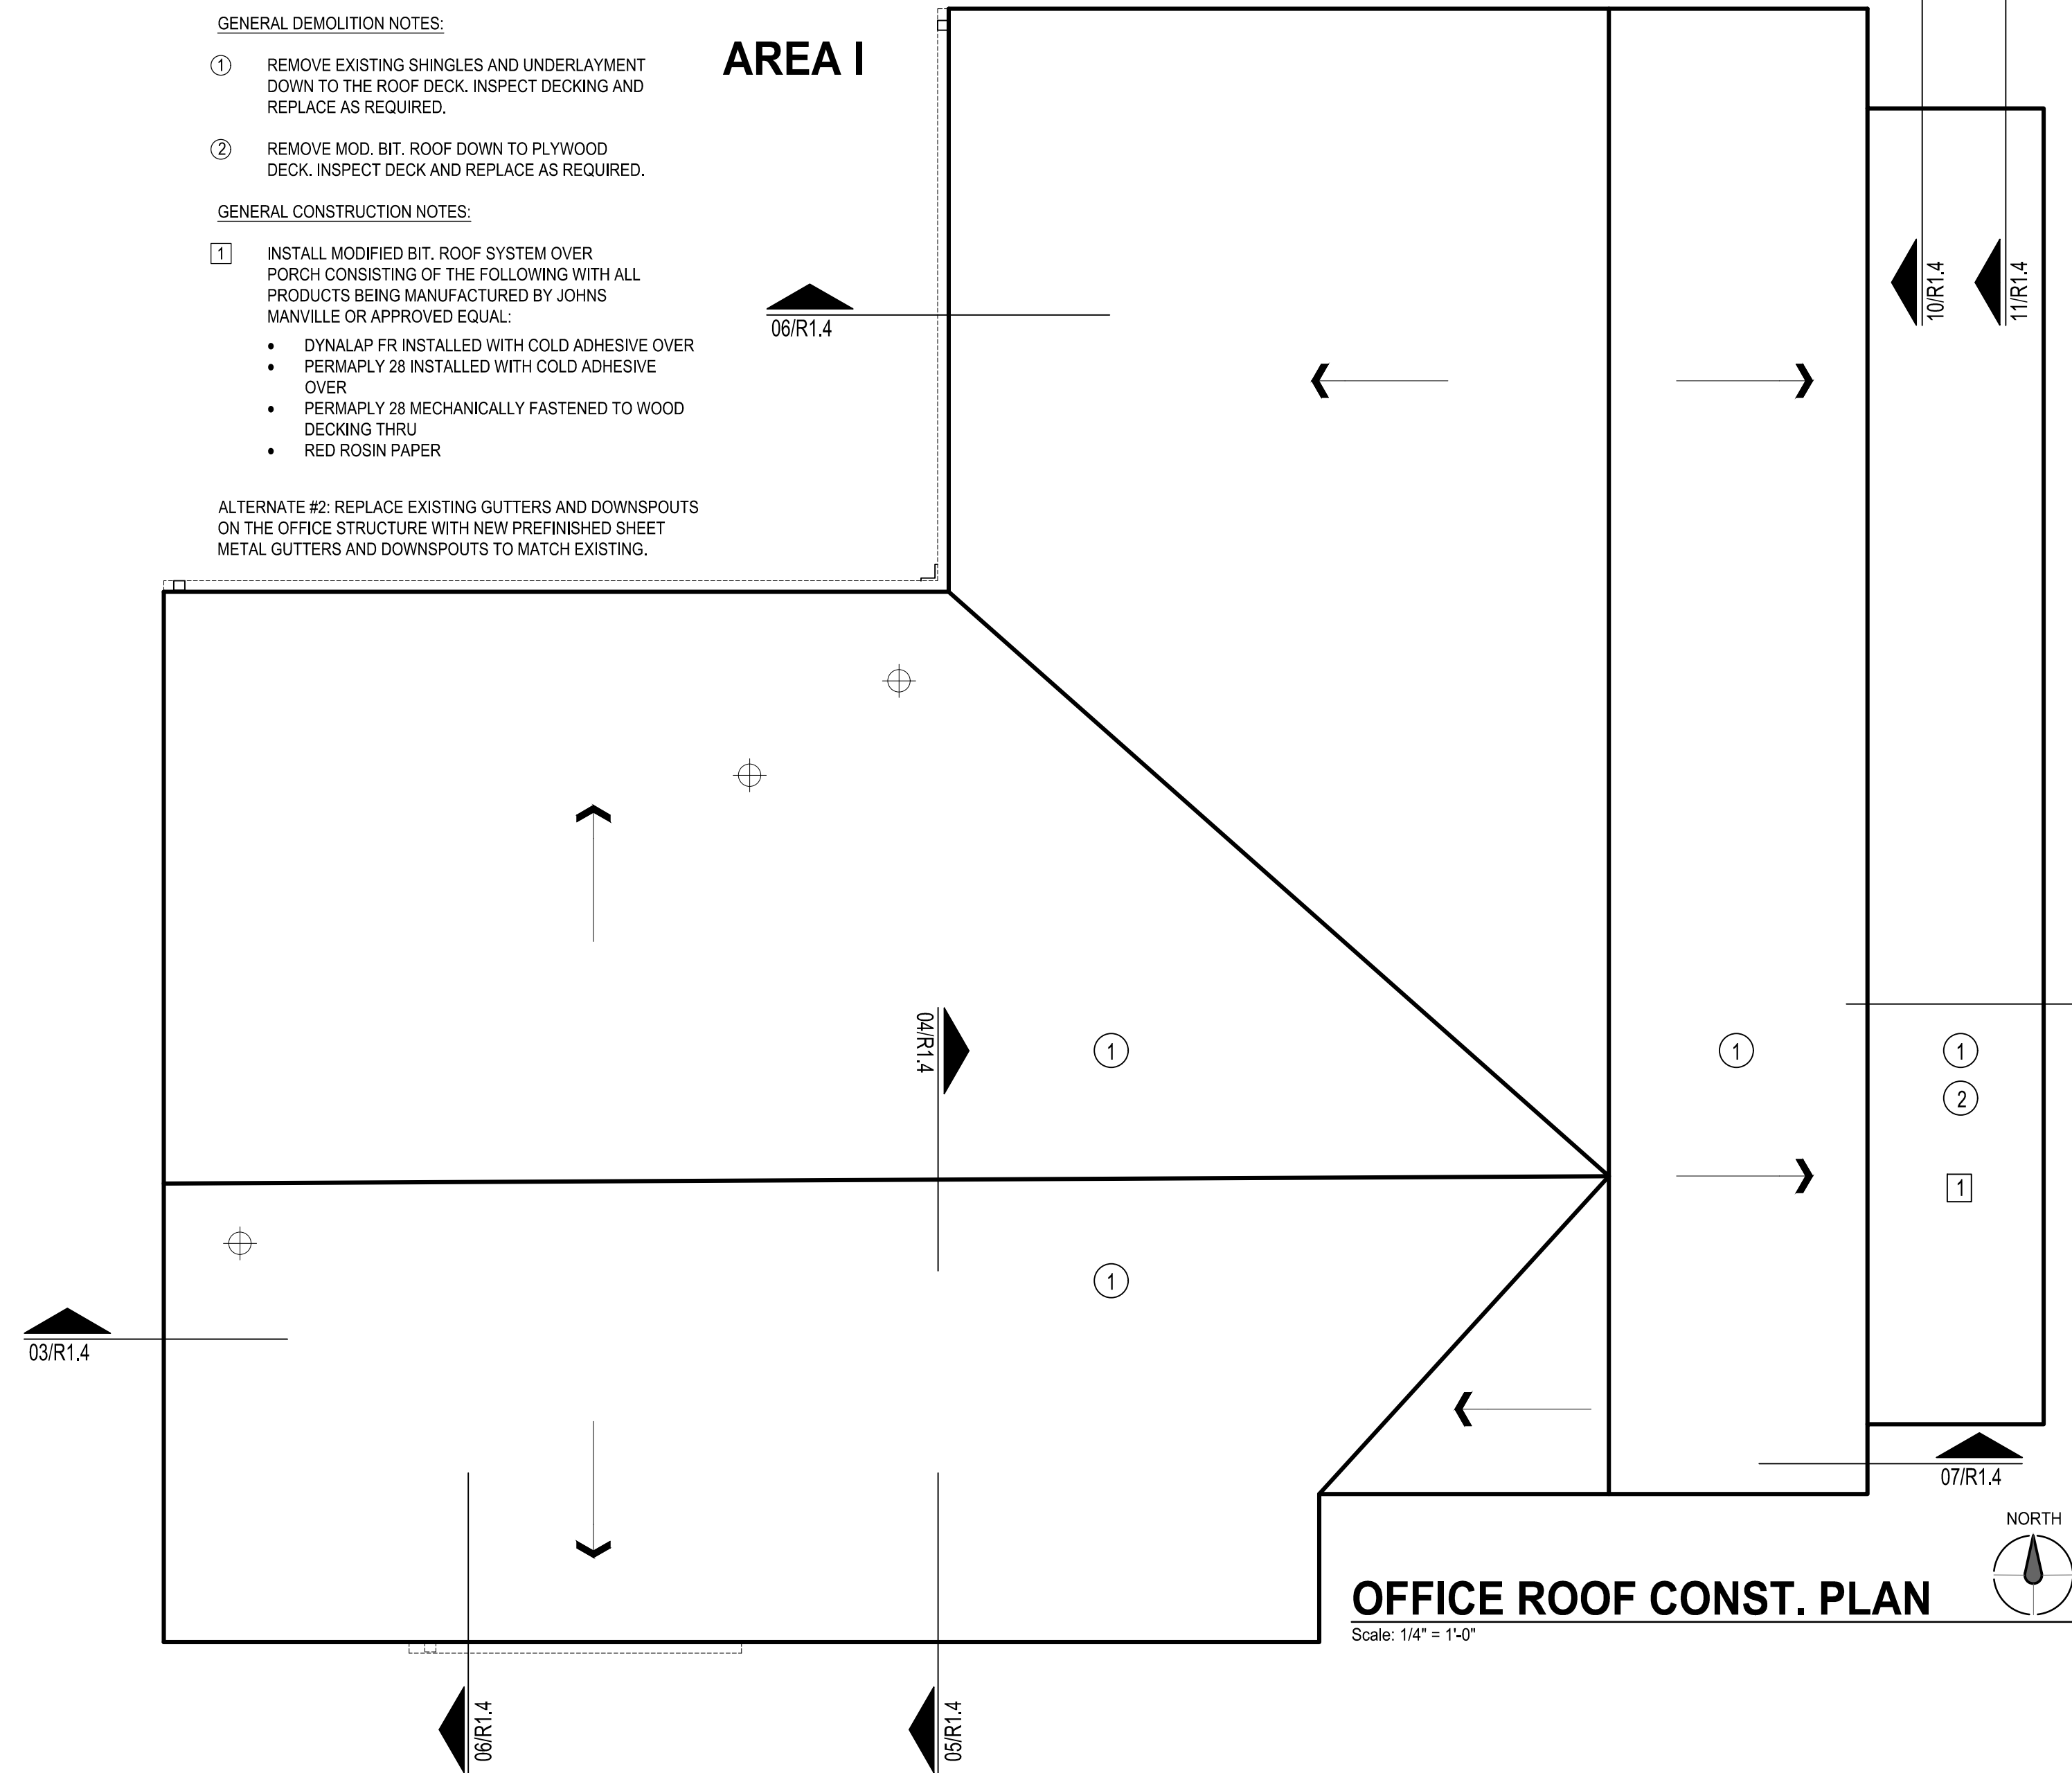 GENERAL DEMOLITION NOTES:
1 REMOVE EXISTING SHINGLES AND UNDERLAYMENT
DOWN TO THE ROOF DECK. INSPECT DECKING AND
REPLACE AS REQUIRED.
2 REMOVE MOD. BIT. ROOF DOWN TO PLYWOOD
DECK. INSPECT DECK AND REPLACE AS REQUIRED.
GENERAL CONSTRUCTION NOTES:
1 INSTALL MODIFIED BIT. ROOF SYSTEM OVER
PORCH CONSISTING OF THE FOLLOWING WITH ALL
PRODUCTS BEING MANUFACTURED BY JOHNS
MANVILLE OR APPROVED EQUAL:
• DYNALAP FR INSTALLED WITH COLD ADHESIVE OVER
• PERMAPLY 28 INSTALLED WITH COLD ADHESIVE
OVER
• PERMAPLY 28 MECHANICALLY FASTENED TO WOOD
DECKING THRU
• RED ROSIN PAPER
ALTERNATE #2: REPLACE EXISTING GUTTERS AND DOWNSPOUTS
ON THE OFFICE STRUCTURE WITH NEW PREFINISHED SHEET
METAL GUTTERS AND DOWNSPOUTS TO MATCH EXISTING.
AREA I
06/R1.4
10/R1.4
11/R1.4
04/R1.4
1
1
1
2
1
1
03/R1.4
07/R1.4
NORTH
OFFICE ROOF CONST. PLAN
Scale: 1/4" = 1'-0"
06/R1.4
05/R1.4